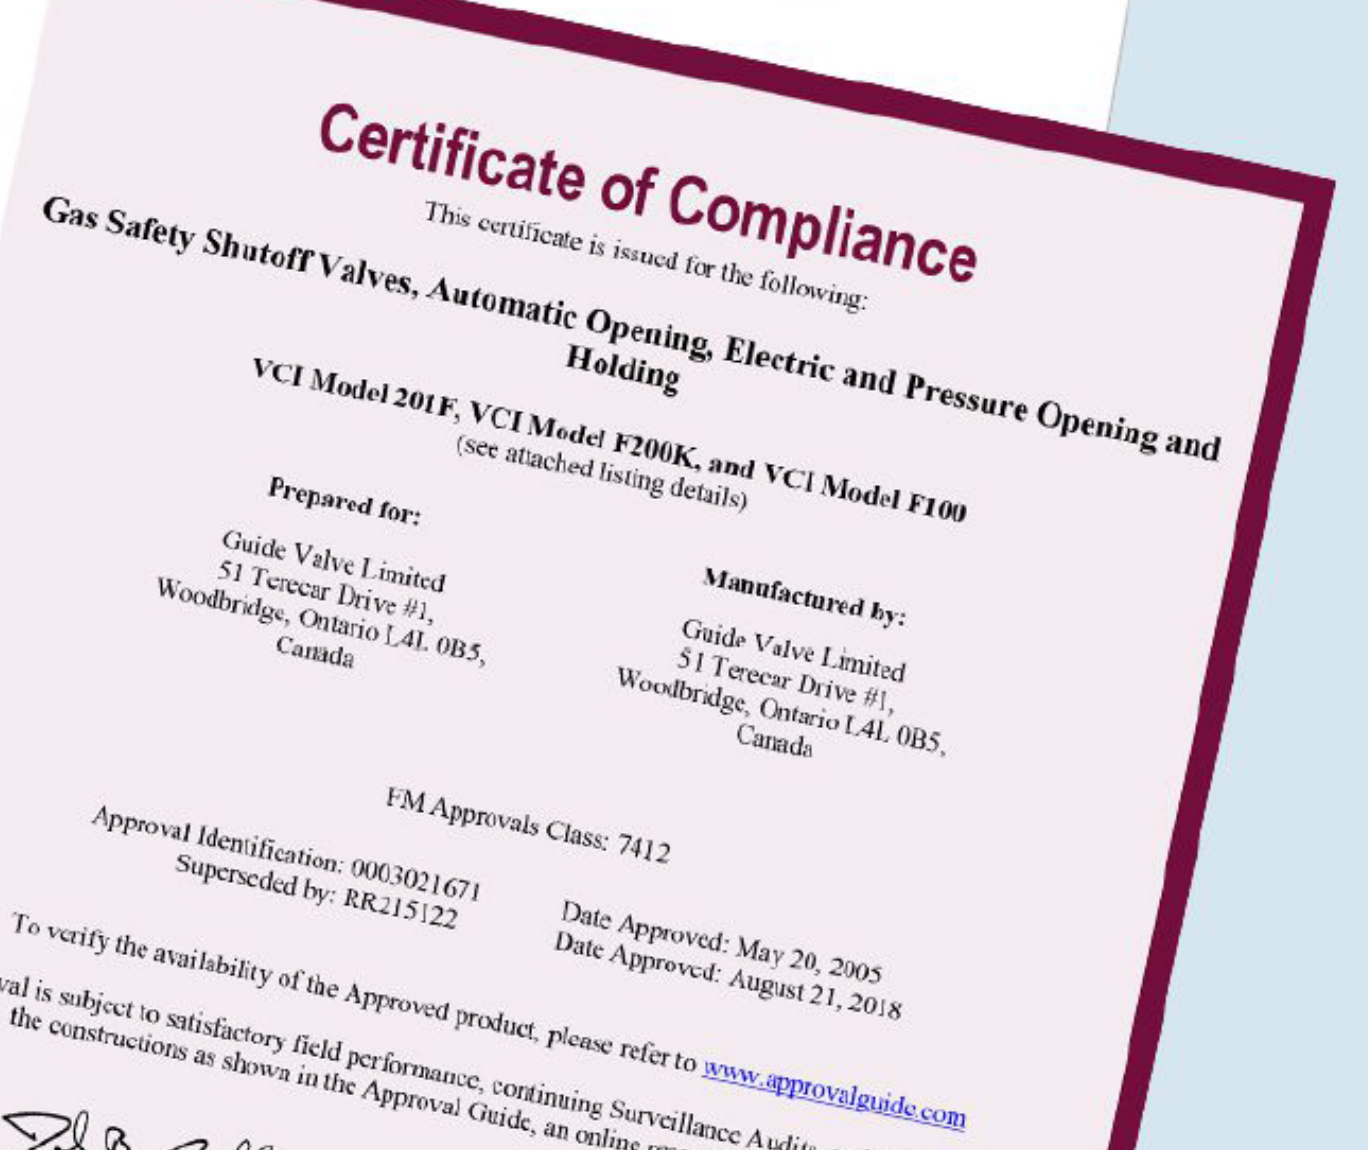 Certificate of Compliance
This certificate is issued for the following:
Gas Safety Shutoff Valves, Automatic Opening, Electric and Pressure Opening and
Holding
VCI Model 201F, VCI Model F200K, and VCI Model F100
(see attached listing details)
Prepared for:
Guide Valve Limited
51 Terecar Drive #1,
Woodbridge, Ontario L4L 0B5,
Canada
Manufactured by:
Guide Valve Limited
51 Terecar Drive #1,
Woodbridge, Ontario L4L 0B5,
Canada
FM Approvals Class: 7412
Approval Identification: 0003021671
Superseded by: RR215122
Date Approved: May 20, 2005
Date Approved: August 21, 2018
To verify the availability of the Approved product, please refer to www.approvalguide.com
val is subject to satisfactory field performance, continuing Surveillance Audits,
the constructions as shown in the Approval Guide, an online